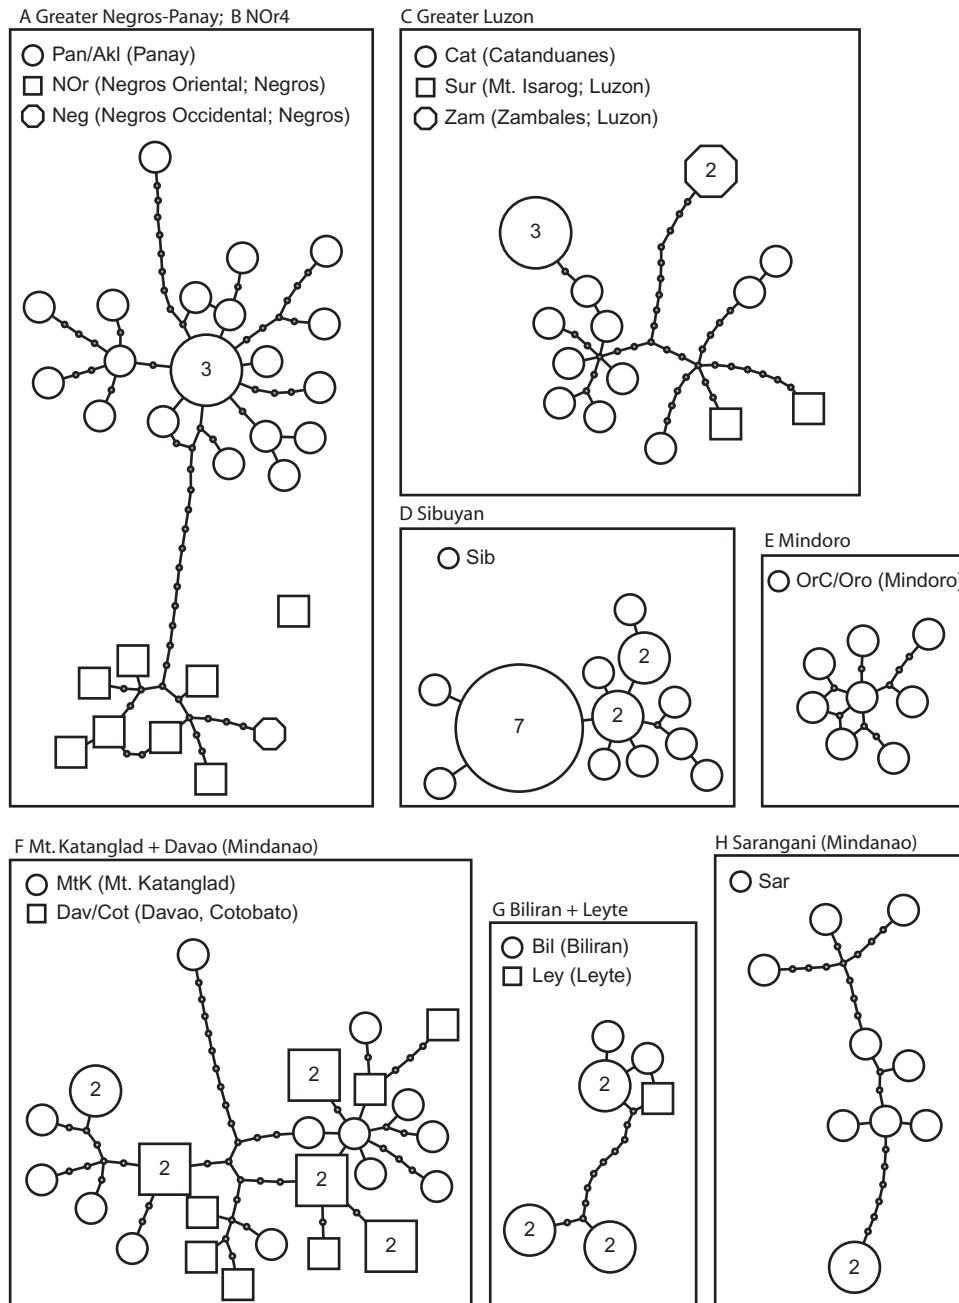 A Greater Negros-Panay; B NOr4
Pan/Akl (Panay)
NOr (Negros Oriental; Negros)
Neg (Negros Occidental; Negros)
3
C Greater Luzon
Cat (Catanduanes)
Sur (Mt. Isarog; Luzon)
Zam (Zambales; Luzon)
2
3
D Sibuyan
Sib
2
7
2
E Mindoro
OrC/Oro (Mindoro)
F Mt. Katanglad + Davao (Mindanao)
MtK (Mt. Katanglad)
Dav/Cot (Davao, Cotobato)
2
2
2
2
2
G Biliran + Leyte
Bil (Biliran)
Ley (Leyte)
2
2
2
H Sarangani (Mindanao)
Sar
2